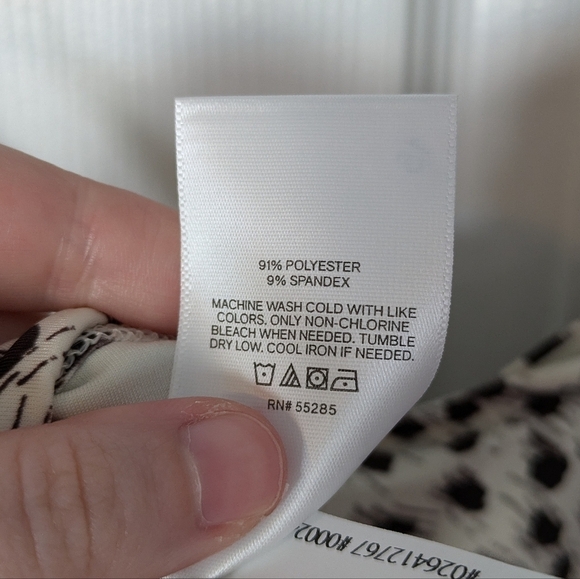 91% POLYESTER
9% SPANDEX
MACHINE WASH COLD WITH LIKE
COLORS. ONLY NON-CHLORINE
BLEACH WHEN NEEDED. TUMBLE
DRY LOW. COOL IRON IF NEEDED.
RN# 55285
#026412767 #0002